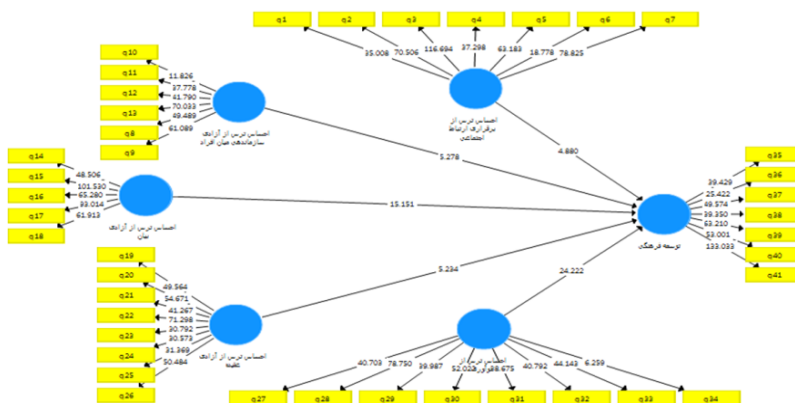 q1
q2
q3
q4
q5
q6
q7
35.008
70.506
116.694
37.298
63.183
18.778
78.825
احساس ترس از
برقراری ارتباط
اجتماعی
q10
q11
q12
q13
q8
q9
11.826
37.778
41.790
70.033
49.489
61.089
احساس ترس از آزادی
سازماندهی میان افراد
5.278
4.880
q14
q15
q16
q17
q18
48.506
101.530
65.280
33.014
61.913
احساس ترس از آزادی
بیان
15.151
q35
q36
q37
q38
q39
q40
q41
39.429
25.422
49.574
39.350
53.001
133.033
توسعه فرهنگی
q19
q20
q21
q22
q23
q24
q25
q26
49.564
54.671
41.267
71.298
30.792
30.573
31.369
50.484
احساس ترس از آزادی
عقیده
5.234
24.222
احساس ترس از
40.703
78.750
39.987
40.792
44.143
6.259
q27
q28
q29
q30
q31
q32
q33
q34